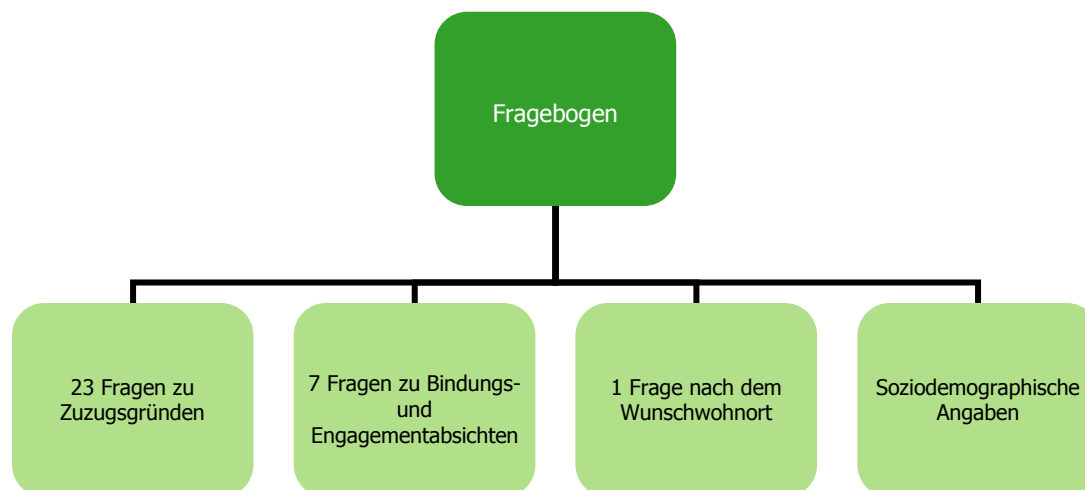 Fragebogen
23 Fragen zu
Zuzugsgründen
7 Fragen zu Bindungs-
und
Engagementabsichten
1 Frage nach dem
Wunschwohnort
Soziodemographische
Angaben